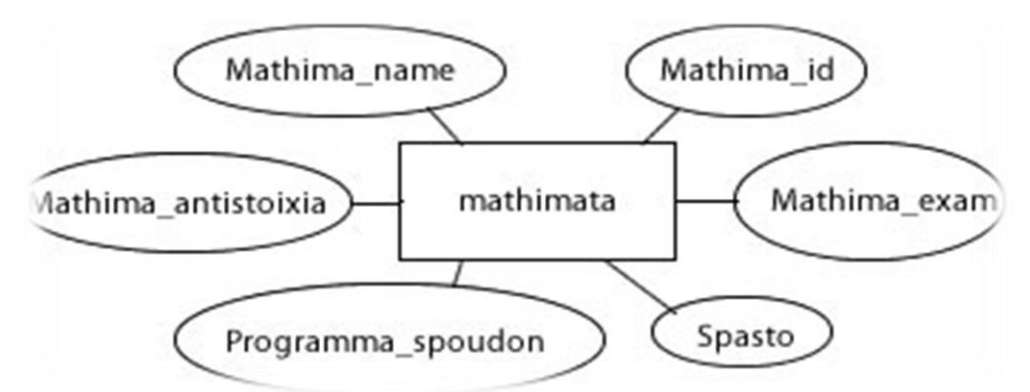 Mathima_name
Mathima_id
Mathima_antistoixia
mathimata
Mathima_exam
Programma_spoudon
Spasto